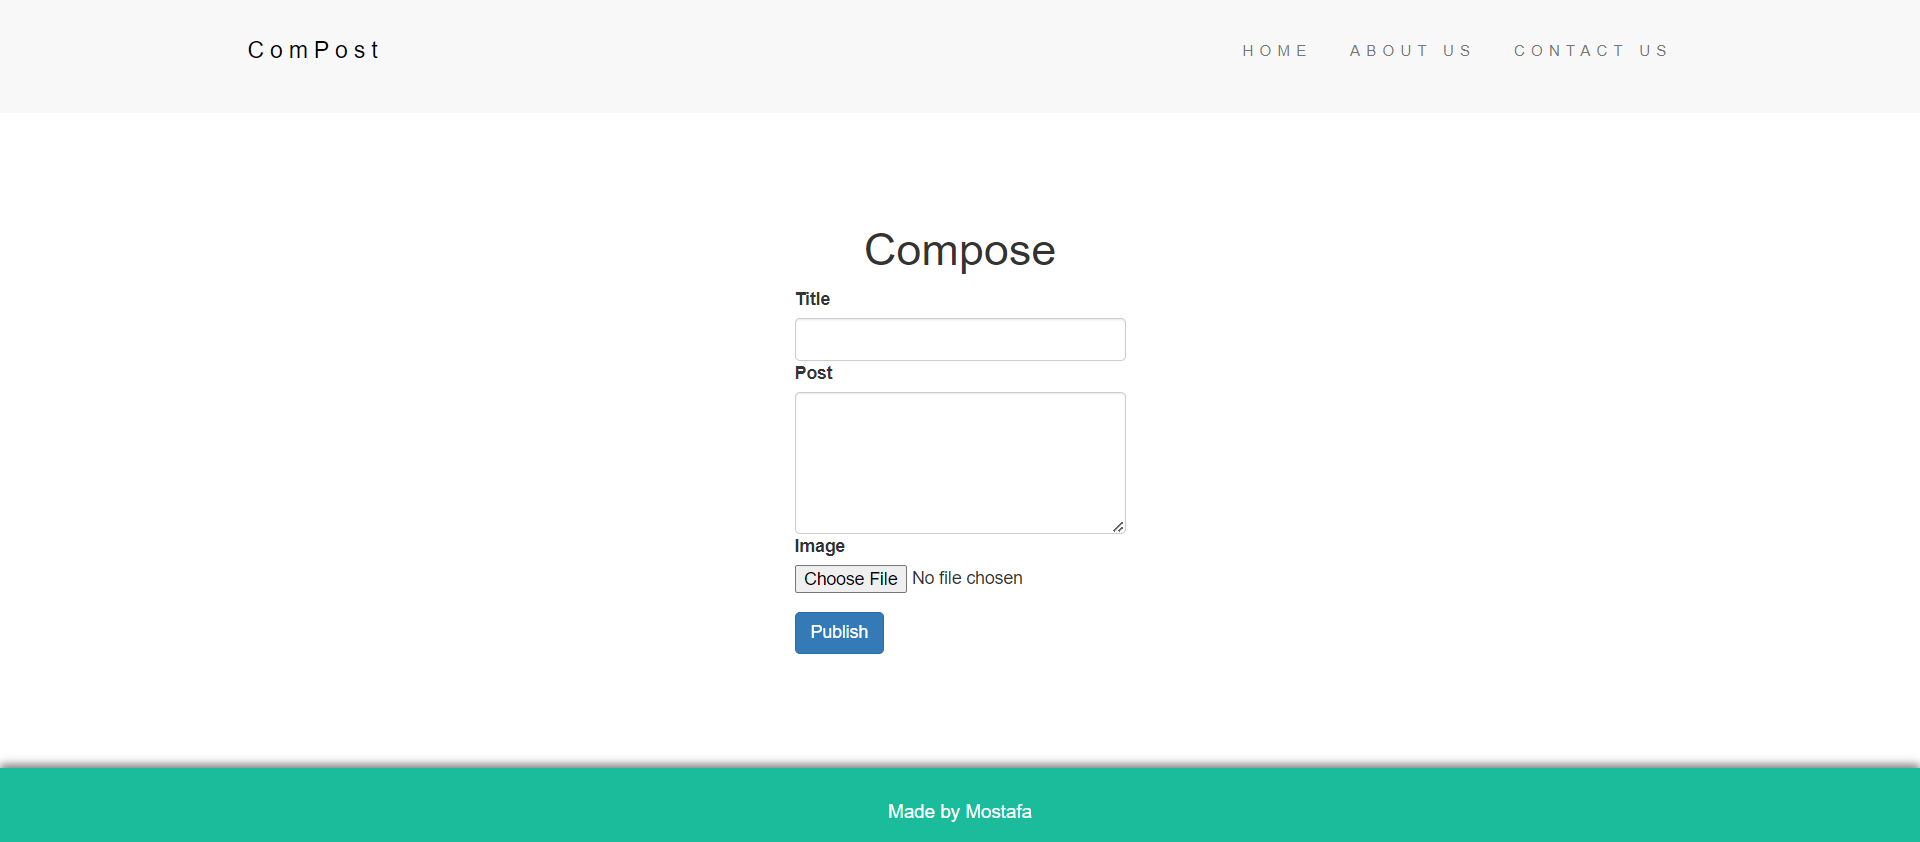 ComPost
HOME ABOUT US CONTACT US
Compose
Title
Post
Image
Choose File No file chosen
Publish
Made by Mostafa